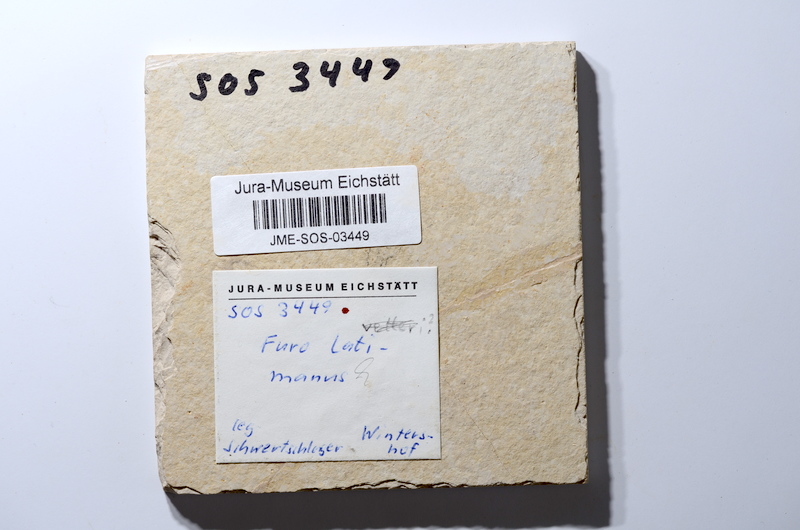 SOS 3449
Jura-Museum Eichstätt
JME-SOS-03449
JURA-MUSEUM EICHSTÄTT
SOS 3449
Furo Lati-
manus
leg Winters-
Schwertschlager hof